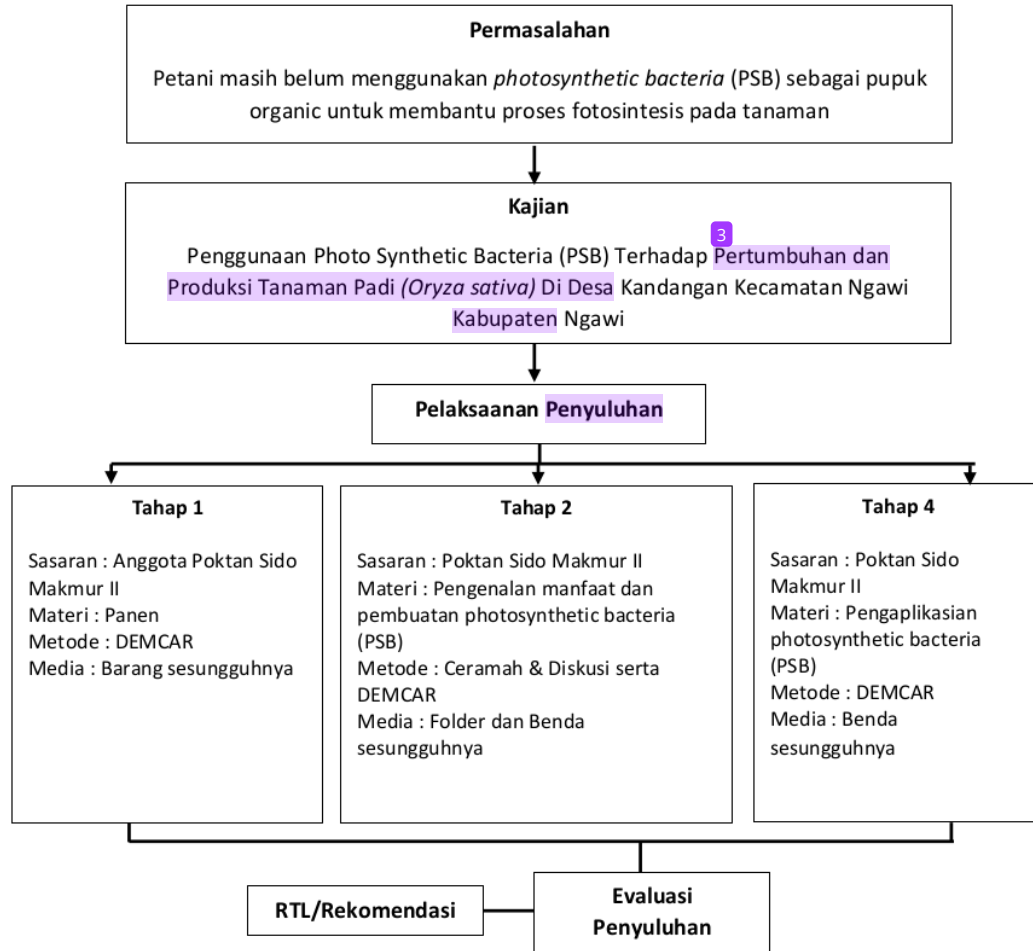 Permasalahan
Petani masih belum menggunakan photosynthetic bacteria (PSB) sebagai pupuk
organic untuk membantu proses fotosintesis pada tanaman
Kajian
3
Penggunaan Photo Synthetic Bacteria (PSB) Terhadap Pertumbuhan dan
Produksi Tanaman Padi (Oryza sativa) Di Desa Kandangan Kecamatan Ngawi
Kabupaten Ngawi
Pelaksaanan Penyuluhan
Tahap 1
Sasaran : Anggota Poktan Sido
Makmur II
Materi : Panen
Metode : DEMCAR
Media : Barang sesungguhnya
Tahap 2
Sasaran : Poktan Sido Makmur II
Materi : Pengenalan manfaat dan
pembuatan photosynthetic bacteria
(PSB)
Metode : Ceramah & Diskusi serta
DEMCAR
Media : Folder dan Benda
sesungguhnya
Tahap 4
Sasaran : Poktan Sido
Makmur II
Materi : Pengaplikasian
photosynthetic bacteria
(PSB)
Metode : DEMCAR
Media : Benda
sesungguhnya
RTL/Rekomendasi
Evaluasi
Penyuluhan